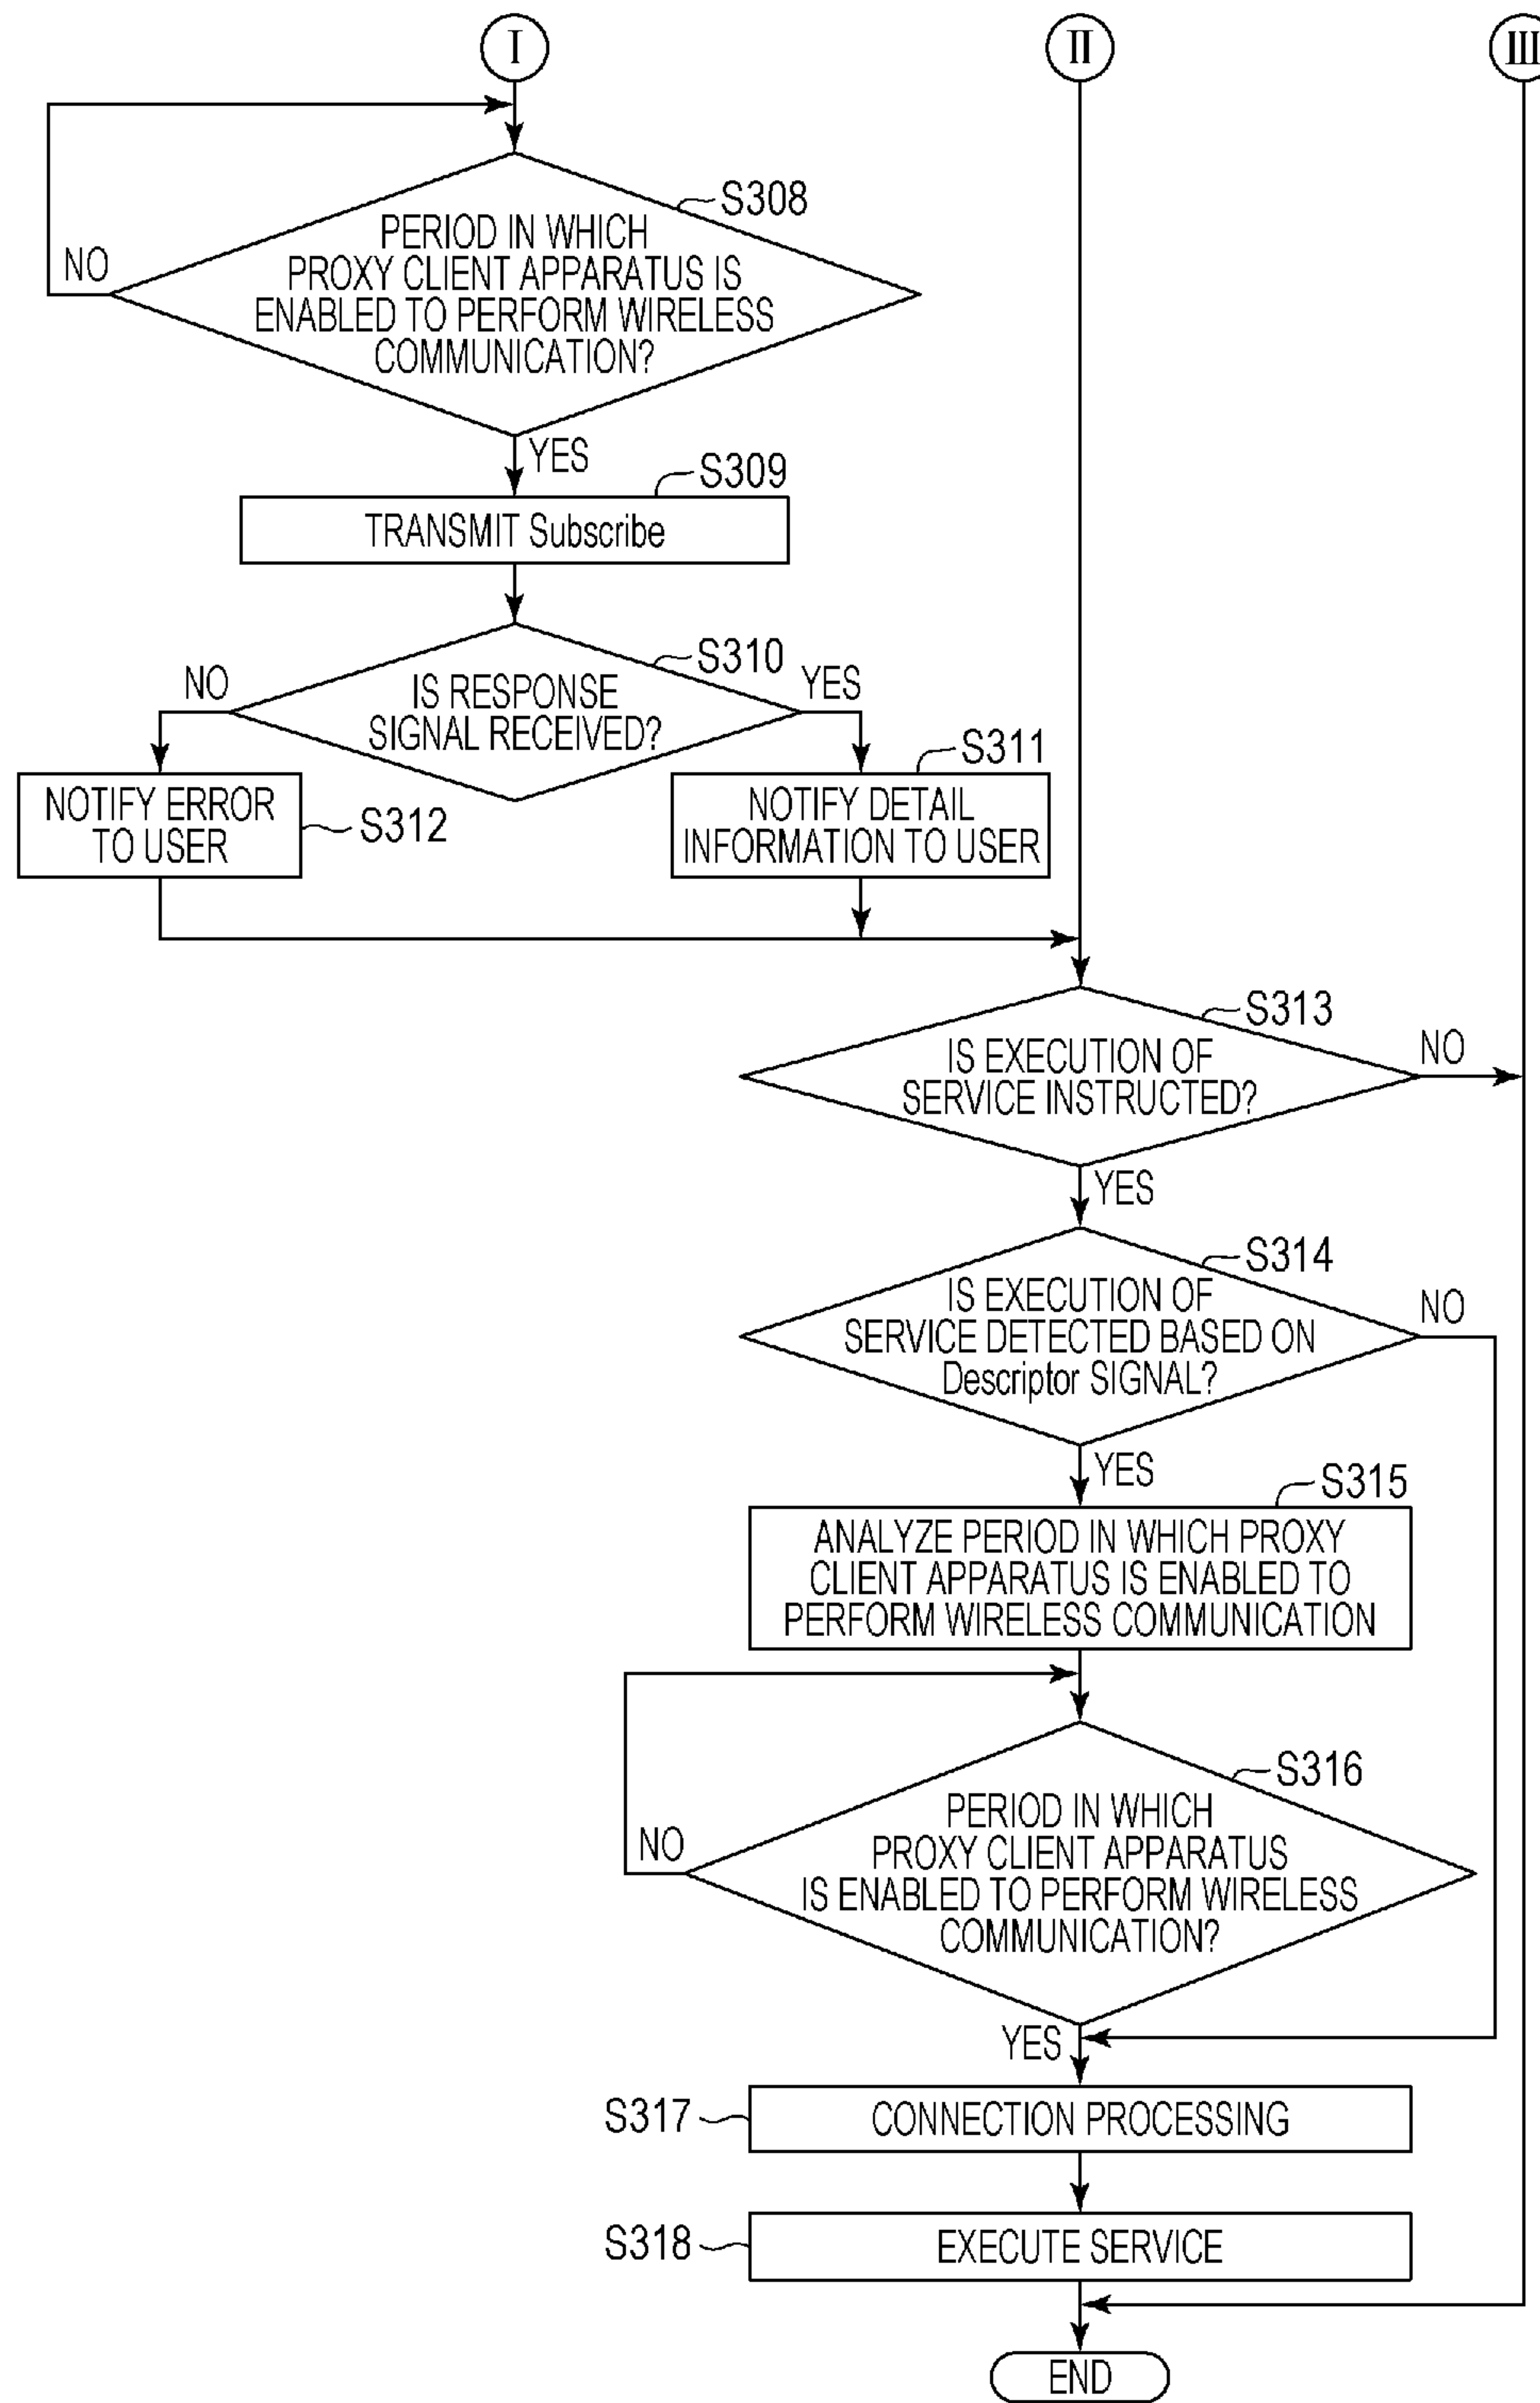 I
II
III
S308
PERIOD IN WHICH
PROXY CLIENT APPARATUS IS
ENABLED TO PERFORM WIRELESS
COMMUNICATION?
NO
YES
S309
TRANSMIT Subscribe
S310
IS RESPONSE
SIGNAL RECEIVED?
NO
YES
S311
NOTIFY ERROR
TO USER
S312
NOTIFY DETAIL
INFORMATION TO USER
S313
IS EXECUTION OF
SERVICE INSTRUCTED?
NO
YES
S314
IS EXECUTION OF
SERVICE DETECTED BASED ON
Descriptor SIGNAL?
NO
YES
S315
ANALYZE PERIOD IN WHICH PROXY
CLIENT APPARATUS IS ENABLED TO
PERFORM WIRELESS COMMUNICATION
S316
PERIOD IN WHICH
PROXY CLIENT APPARATUS
IS ENABLED TO PERFORM WIRELESS
COMMUNICATION?
NO
YES
S317
CONNECTION PROCESSING
S318
EXECUTE SERVICE
END